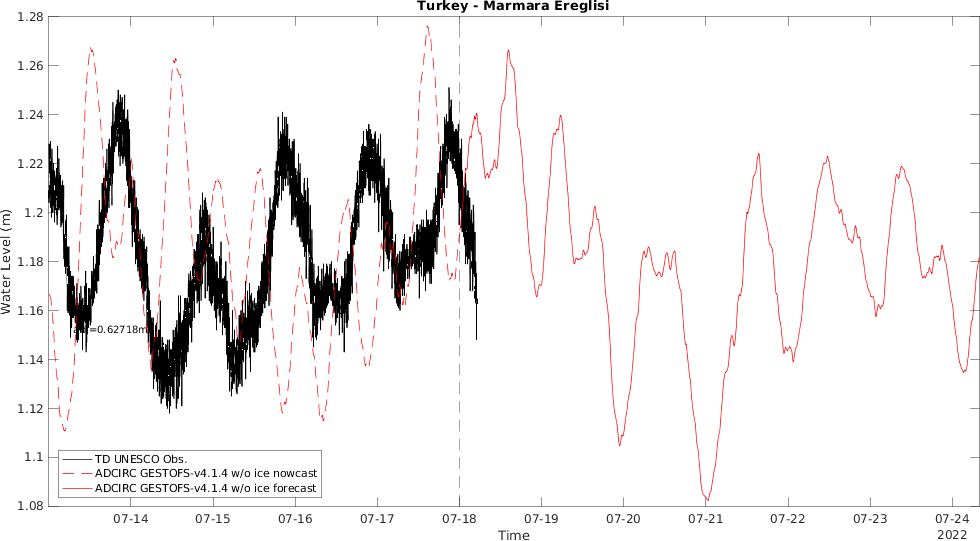 Turkey - Marmara Ereglisi
1.28
1.26
1.24
1.22
1.2
1.18
1.16
1.14
1.12
1.1
1.08
Water Level (m)
=0.62718m
TD UNESCO Obs.
ADCIRC GESTOFS-v4.1.4 w/o ice nowcast
ADCIRC GESTOFS-v4.1.4 w/o ice forecast
07-14 07-15 07-16 07-17 07-18 07-19 07-20 07-21 07-22 07-23 07-24
2022
Time